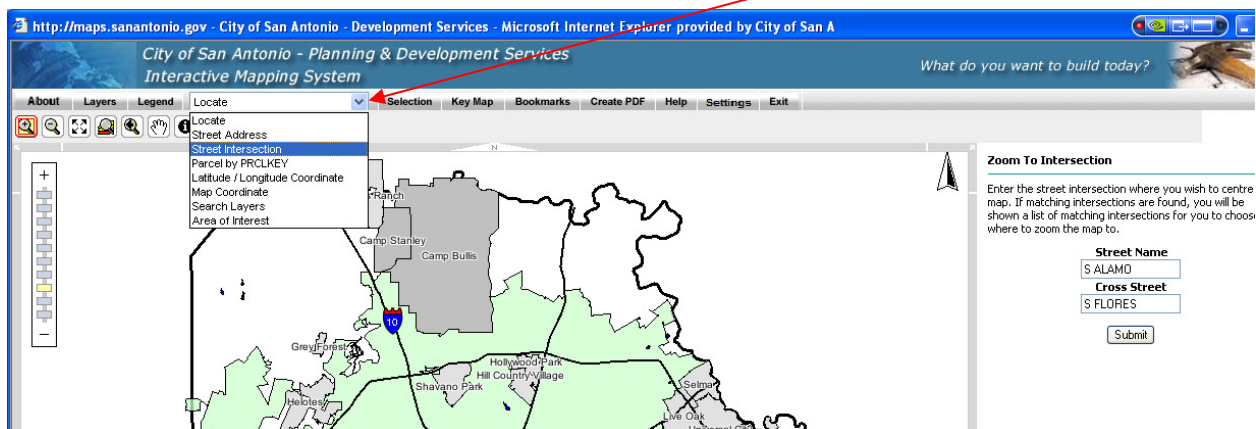 http://maps.sanantonio.gov - City of San Antonio - Development Services - Microsoft Internet Explorer provided by City of San A
City of San Antonio - Planning & Development Services
Interactive Mapping System
What do you want to build today?
About Layers Legend Locate Selection Key Map Bookmarks Create PDF Help Settings Exit
Locate
Street Address
Street Intersection
Parcel by PRCLKEY
Latitude / Longitude Coordinate
Map Coordinate
Search Layers
Area of Interest
N
Ranch
Camp Stanley
Camp Bullis
10
Grey Forest
Hollywood Park
Hill Country Village
Shavano Park
Selma
Helotes
Live Oak
Zoom To Intersection
Enter the street intersection where you wish to centre
map. If matching intersections are found, you will be
shown a list of matching intersections for you to choose
where to zoom the map to.
Street Name
S ALAMO
Cross Street
S FLORES
Submit